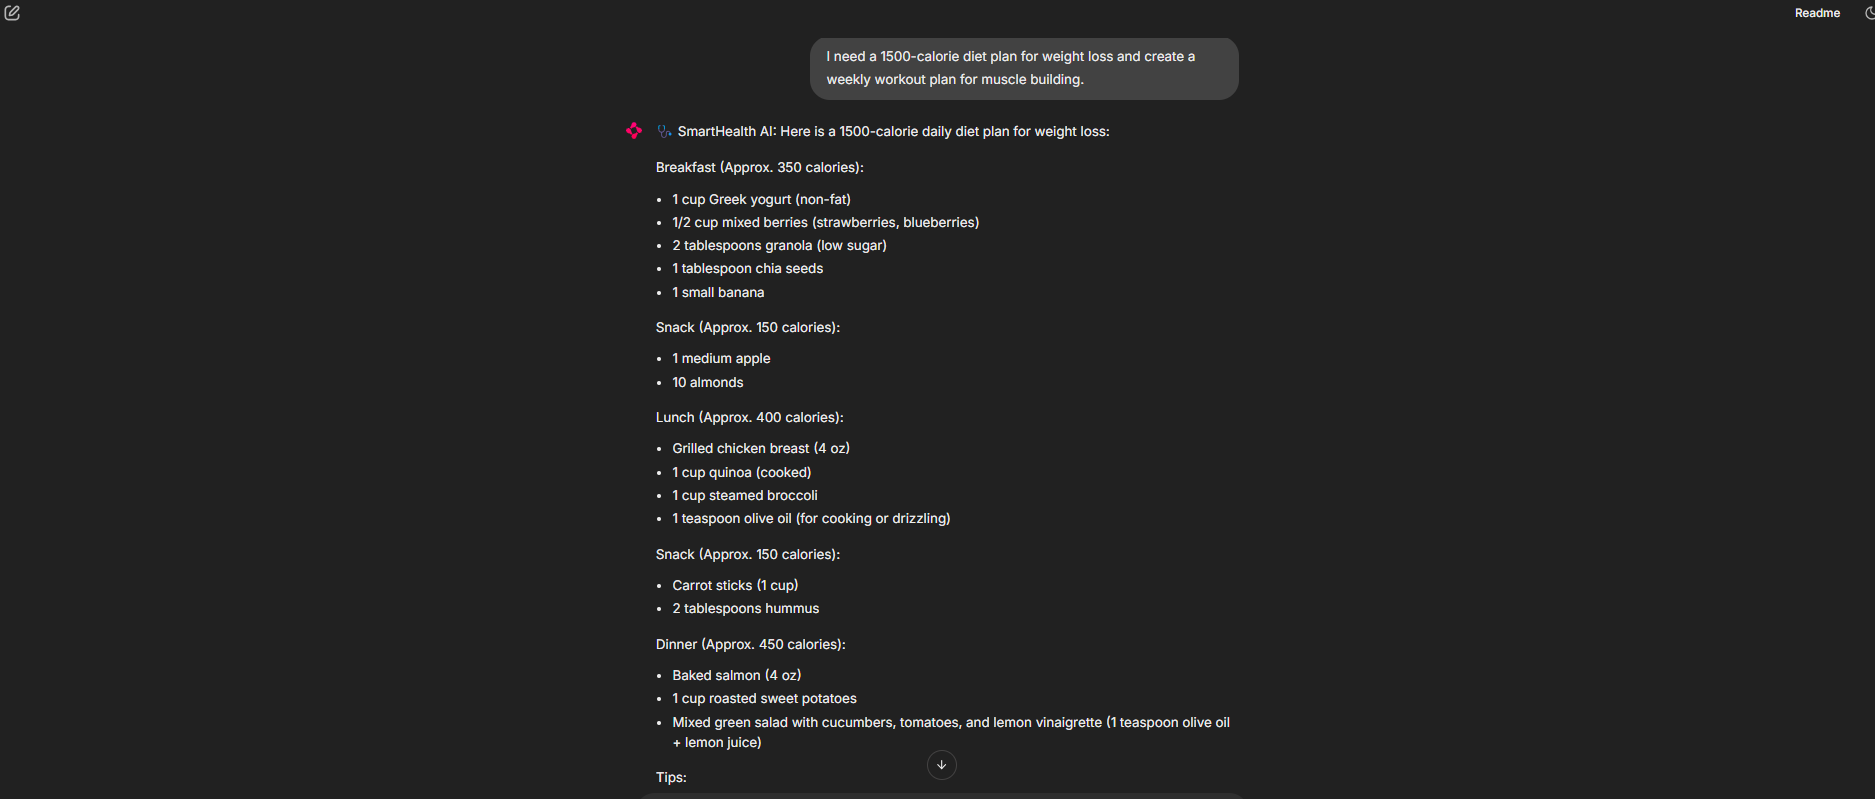 Readme
I need a 1500-calorie diet plan for weight loss and create a
weekly workout plan for muscle building.
SmartHealth AI: Here is a 1500-calorie daily diet plan for weight loss:
Breakfast (Approx. 350 calories):
• 1 cup Greek yogurt (non-fat)
• 1/2 cup mixed berries (strawberries, blueberries)
• 2 tablespoons granola (low sugar)
• 1 tablespoon chia seeds
• 1 small banana
Snack (Approx. 150 calories):
• 1 medium apple
• 10 almonds
Lunch (Approx. 400 calories):
• Grilled chicken breast (4 oz)
• 1 cup quinoa (cooked)
• 1 cup steamed broccoli
• 1 teaspoon olive oil (for cooking or drizzling)
Snack (Approx. 150 calories):
• Carrot sticks (1 cup)
• 2 tablespoons hummus
Dinner (Approx. 450 calories):
• Baked salmon (4 oz)
• 1 cup roasted sweet potatoes
• Mixed green salad with cucumbers, tomatoes, and lemon vinaigrette (1 teaspoon olive oil
+ lemon juice)
Tips: